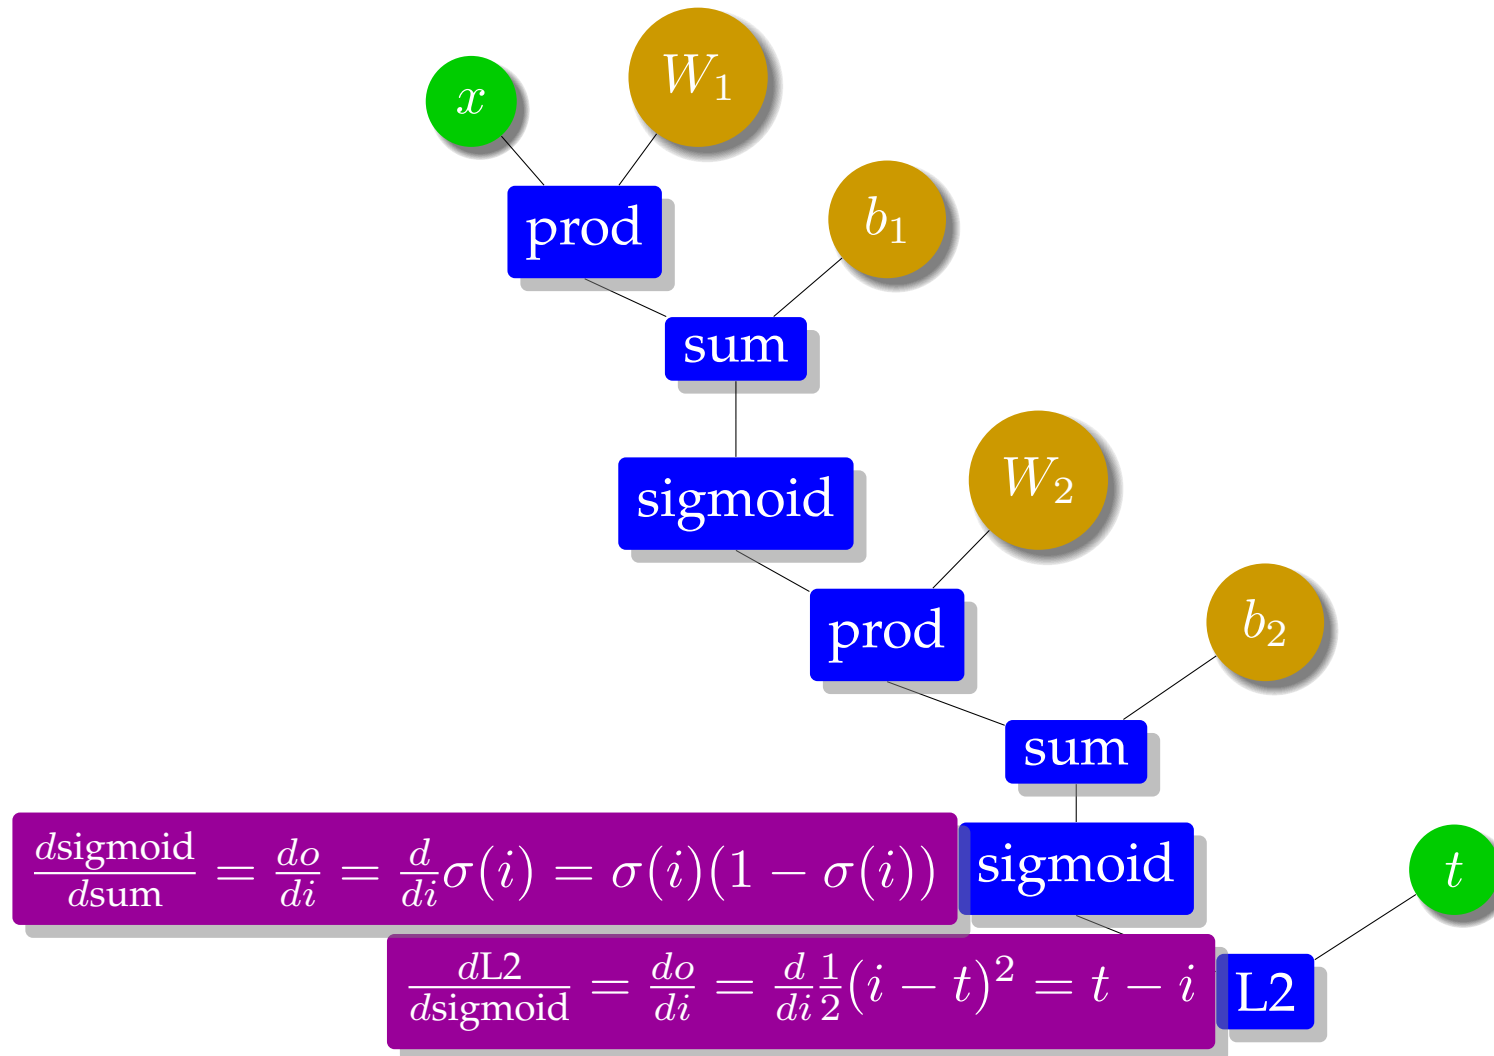 x
W₁
prod
b₁
sum
sigmoid
W₂
prod
b₂
sum
dsigmoid/dsum = do/di = d/di σ(i) = σ(i)(1 − σ(i))
sigmoid
t
dL2/dsigmoid = do/di = d/di 1/2 (i − t)² = t − i
L2